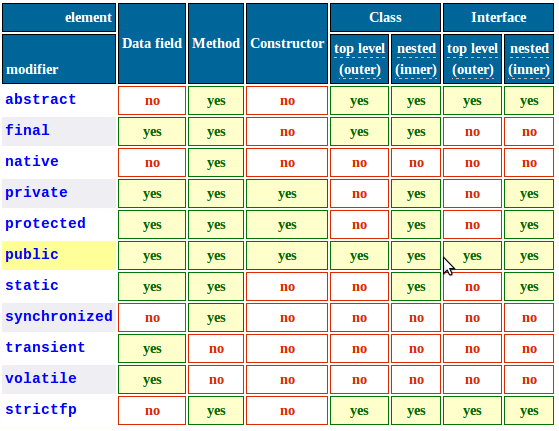 element Data field Method Constructor Class Interface
modifier top level (outer) nested (inner) top level (outer) nested (inner)
abstract no yes no yes yes yes yes
final yes yes no yes yes no no
native no yes no no no no no
private yes yes yes no yes no yes
protected yes yes yes no yes no yes
public yes yes yes yes yes yes yes
static yes yes no no yes no yes
synchronized no yes no no no no no
transient yes no no no no no no
volatile yes no no no no no no
strictfp no yes no yes yes yes yes